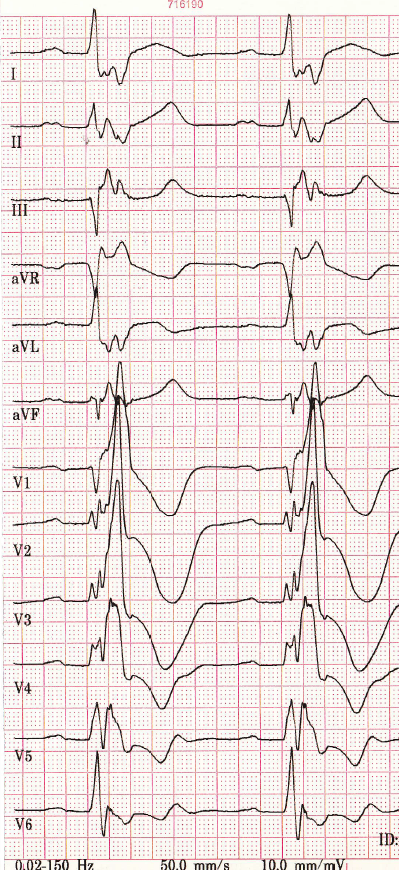 716190
I
II
III
aVR
aVL
aVF
V1
V2
V3
V4
V5
V6
ID:
0.02-150 Hz 50.0 mm/s 10.0 mm/mV